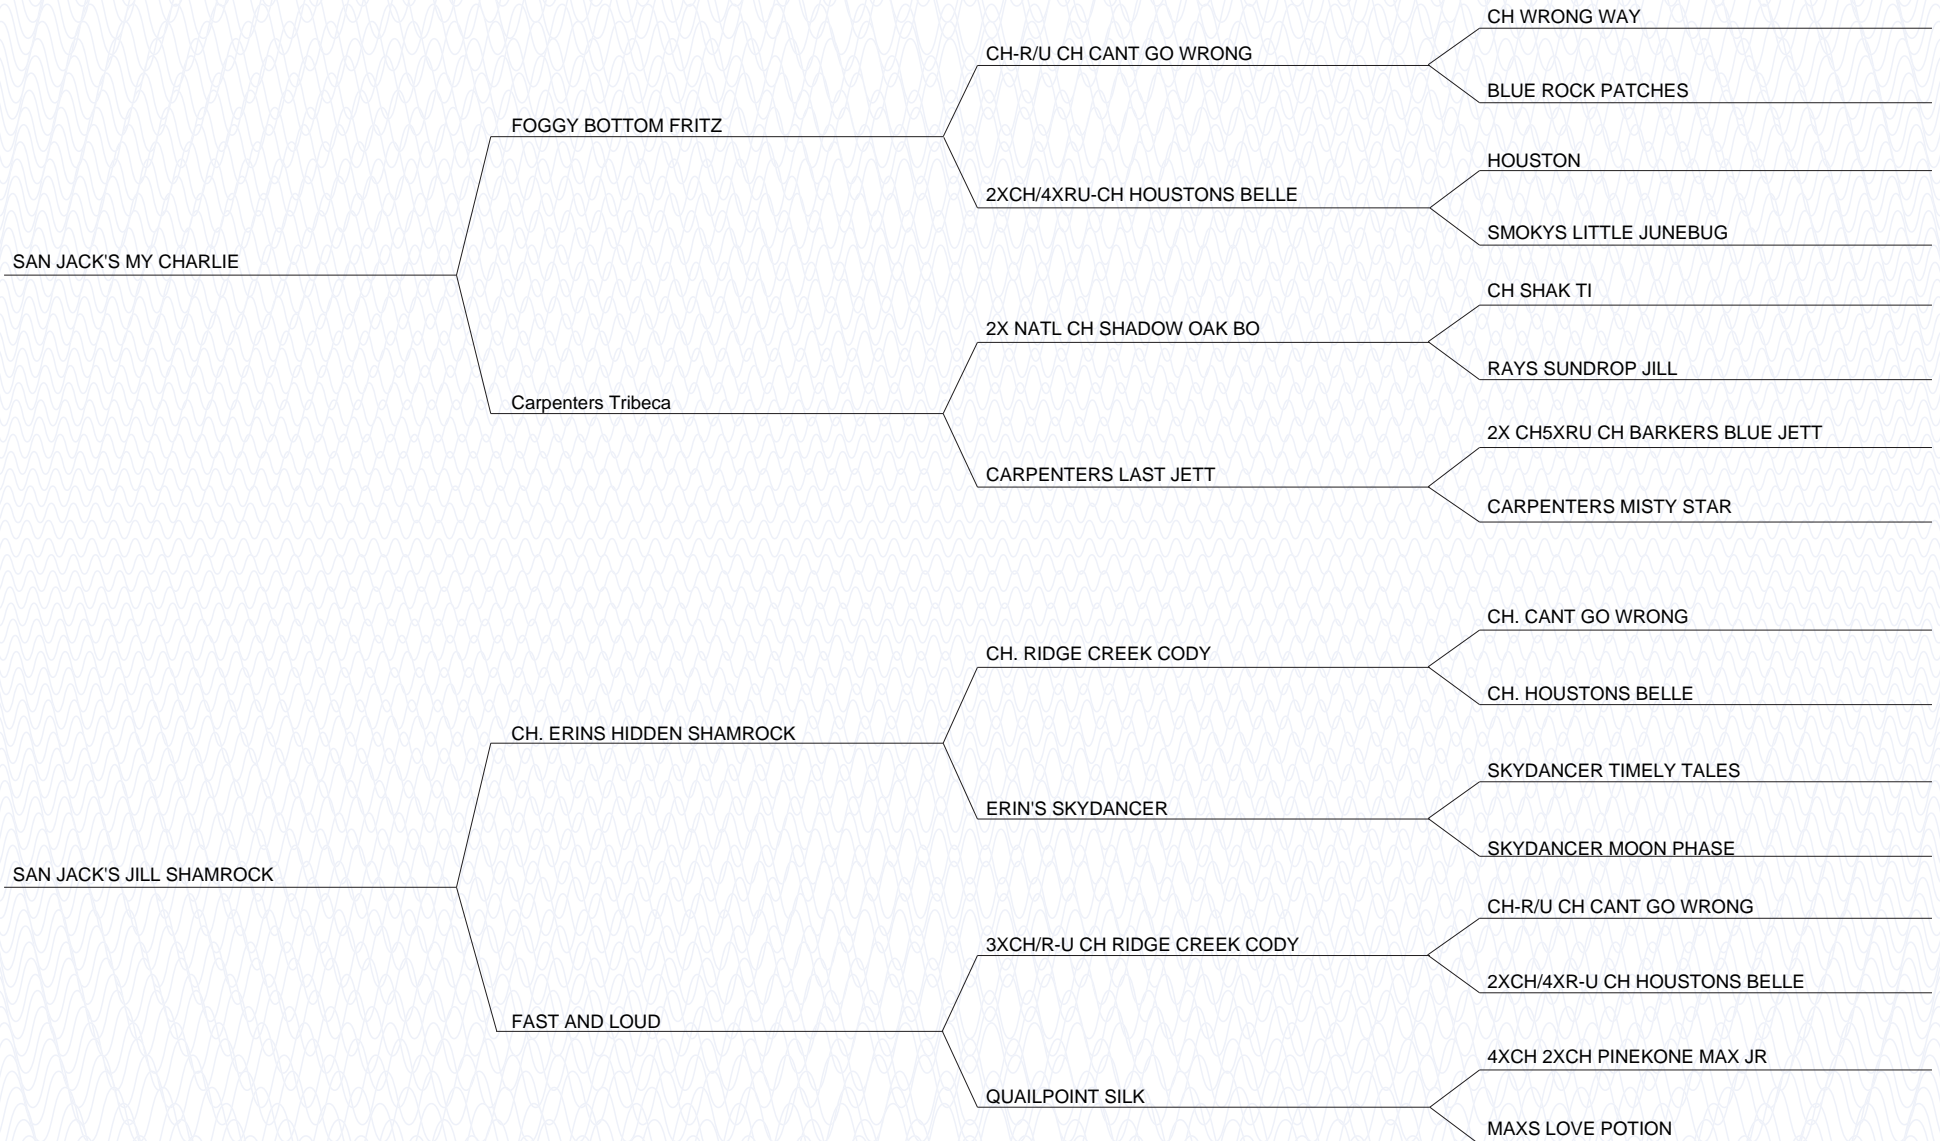 CH WRONG WAY
CH-R/U CH CANT GO WRONG
BLUE ROCK PATCHES
FOGGY BOTTOM FRITZ
HOUSTON
2XCH/4XRU-CH HOUSTONS BELLE
SMOKYS LITTLE JUNEBUG
SAN JACK'S MY CHARLIE
CH SHAK TI
2X NATL CH SHADOW OAK BO
RAYS SUNDROP JILL
Carpenters Tribeca
2X CH5XRU CH BARKERS BLUE JETT
CARPENTERS LAST JETT
CARPENTERS MISTY STAR
CH. CANT GO WRONG
CH. RIDGE CREEK CODY
CH. HOUSTONS BELLE
CH. ERINS HIDDEN SHAMROCK
SKYDANCER TIMELY TALES
ERIN'S SKYDANCER
SKYDANCER MOON PHASE
SAN JACK'S JILL SHAMROCK
CH-R/U CH CANT GO WRONG
3XCH/R-U CH RIDGE CREEK CODY
2XCH/4XR-U CH HOUSTONS BELLE
FAST AND LOUD
4XCH 2XCH PINEKONE MAX JR
QUAILPOINT SILK
MAXS LOVE POTION